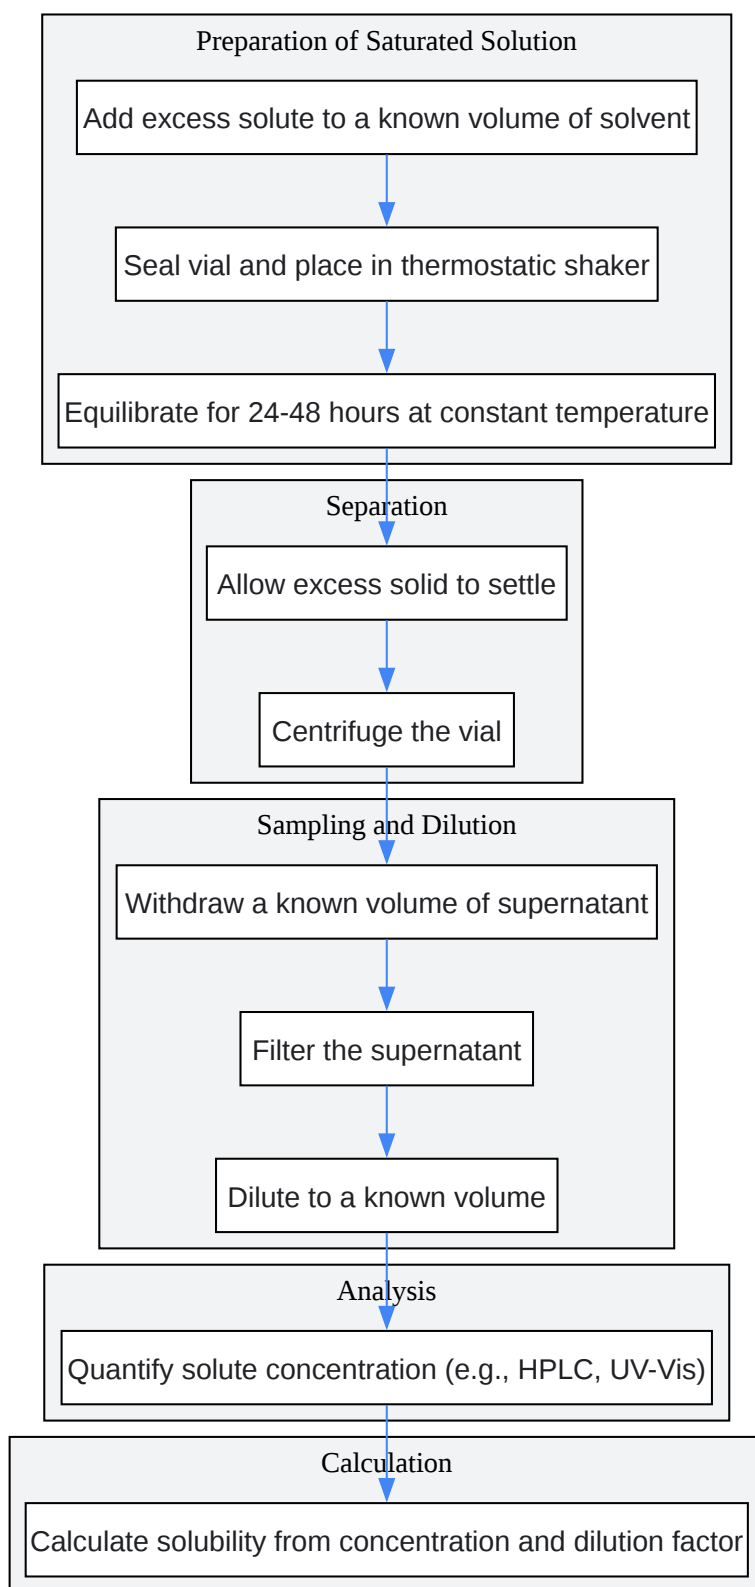 Preparation of Saturated Solution
Add excess solute to a known volume of solvent
Seal vial and place in thermostatic shaker
Equilibrate for 24-48 hours at constant temperature
Separation
Allow excess solid to settle
Centrifuge the vial
Sampling and Dilution
Withdraw a known volume of supernatant
Filter the supernatant
Dilute to a known volume
Analysis
Quantify solute concentration (e.g., HPLC, UV-Vis)
Calculation
Calculate solubility from concentration and dilution factor